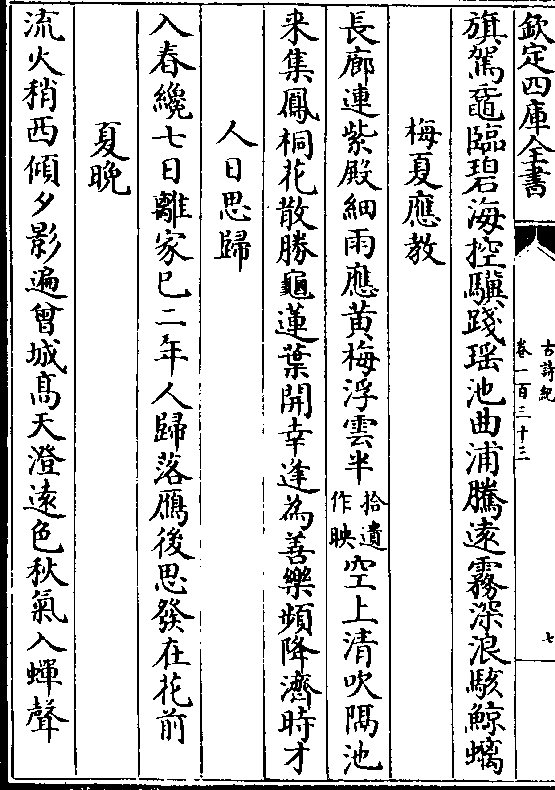 欽定四庫全書
古詩紀
卷一百三十三
七
旗駕黿臨碧海控驥踐瑶池曲浦騰遠霧深浪駭鯨螭
梅夏應教
長廊連紫殿細雨應黄梅浮雲半拾遺作映空上清吹隅池
来集鳳桐花散勝龜蓮葉開幸逢為善樂頻降濟時才
人日思歸
入春纔七日離家已二年人歸落鴈後思發在花前
夏晚
流火稍西傾夕影遍曾城髙天澄遠色秋氣入蟬聲